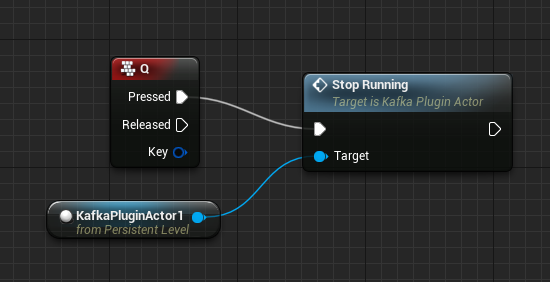 Q
Pressed
Released
Key
Stop Running
Target is Kafka Plugin Actor
Target
KafkaPluginActor1
from Persistent Level